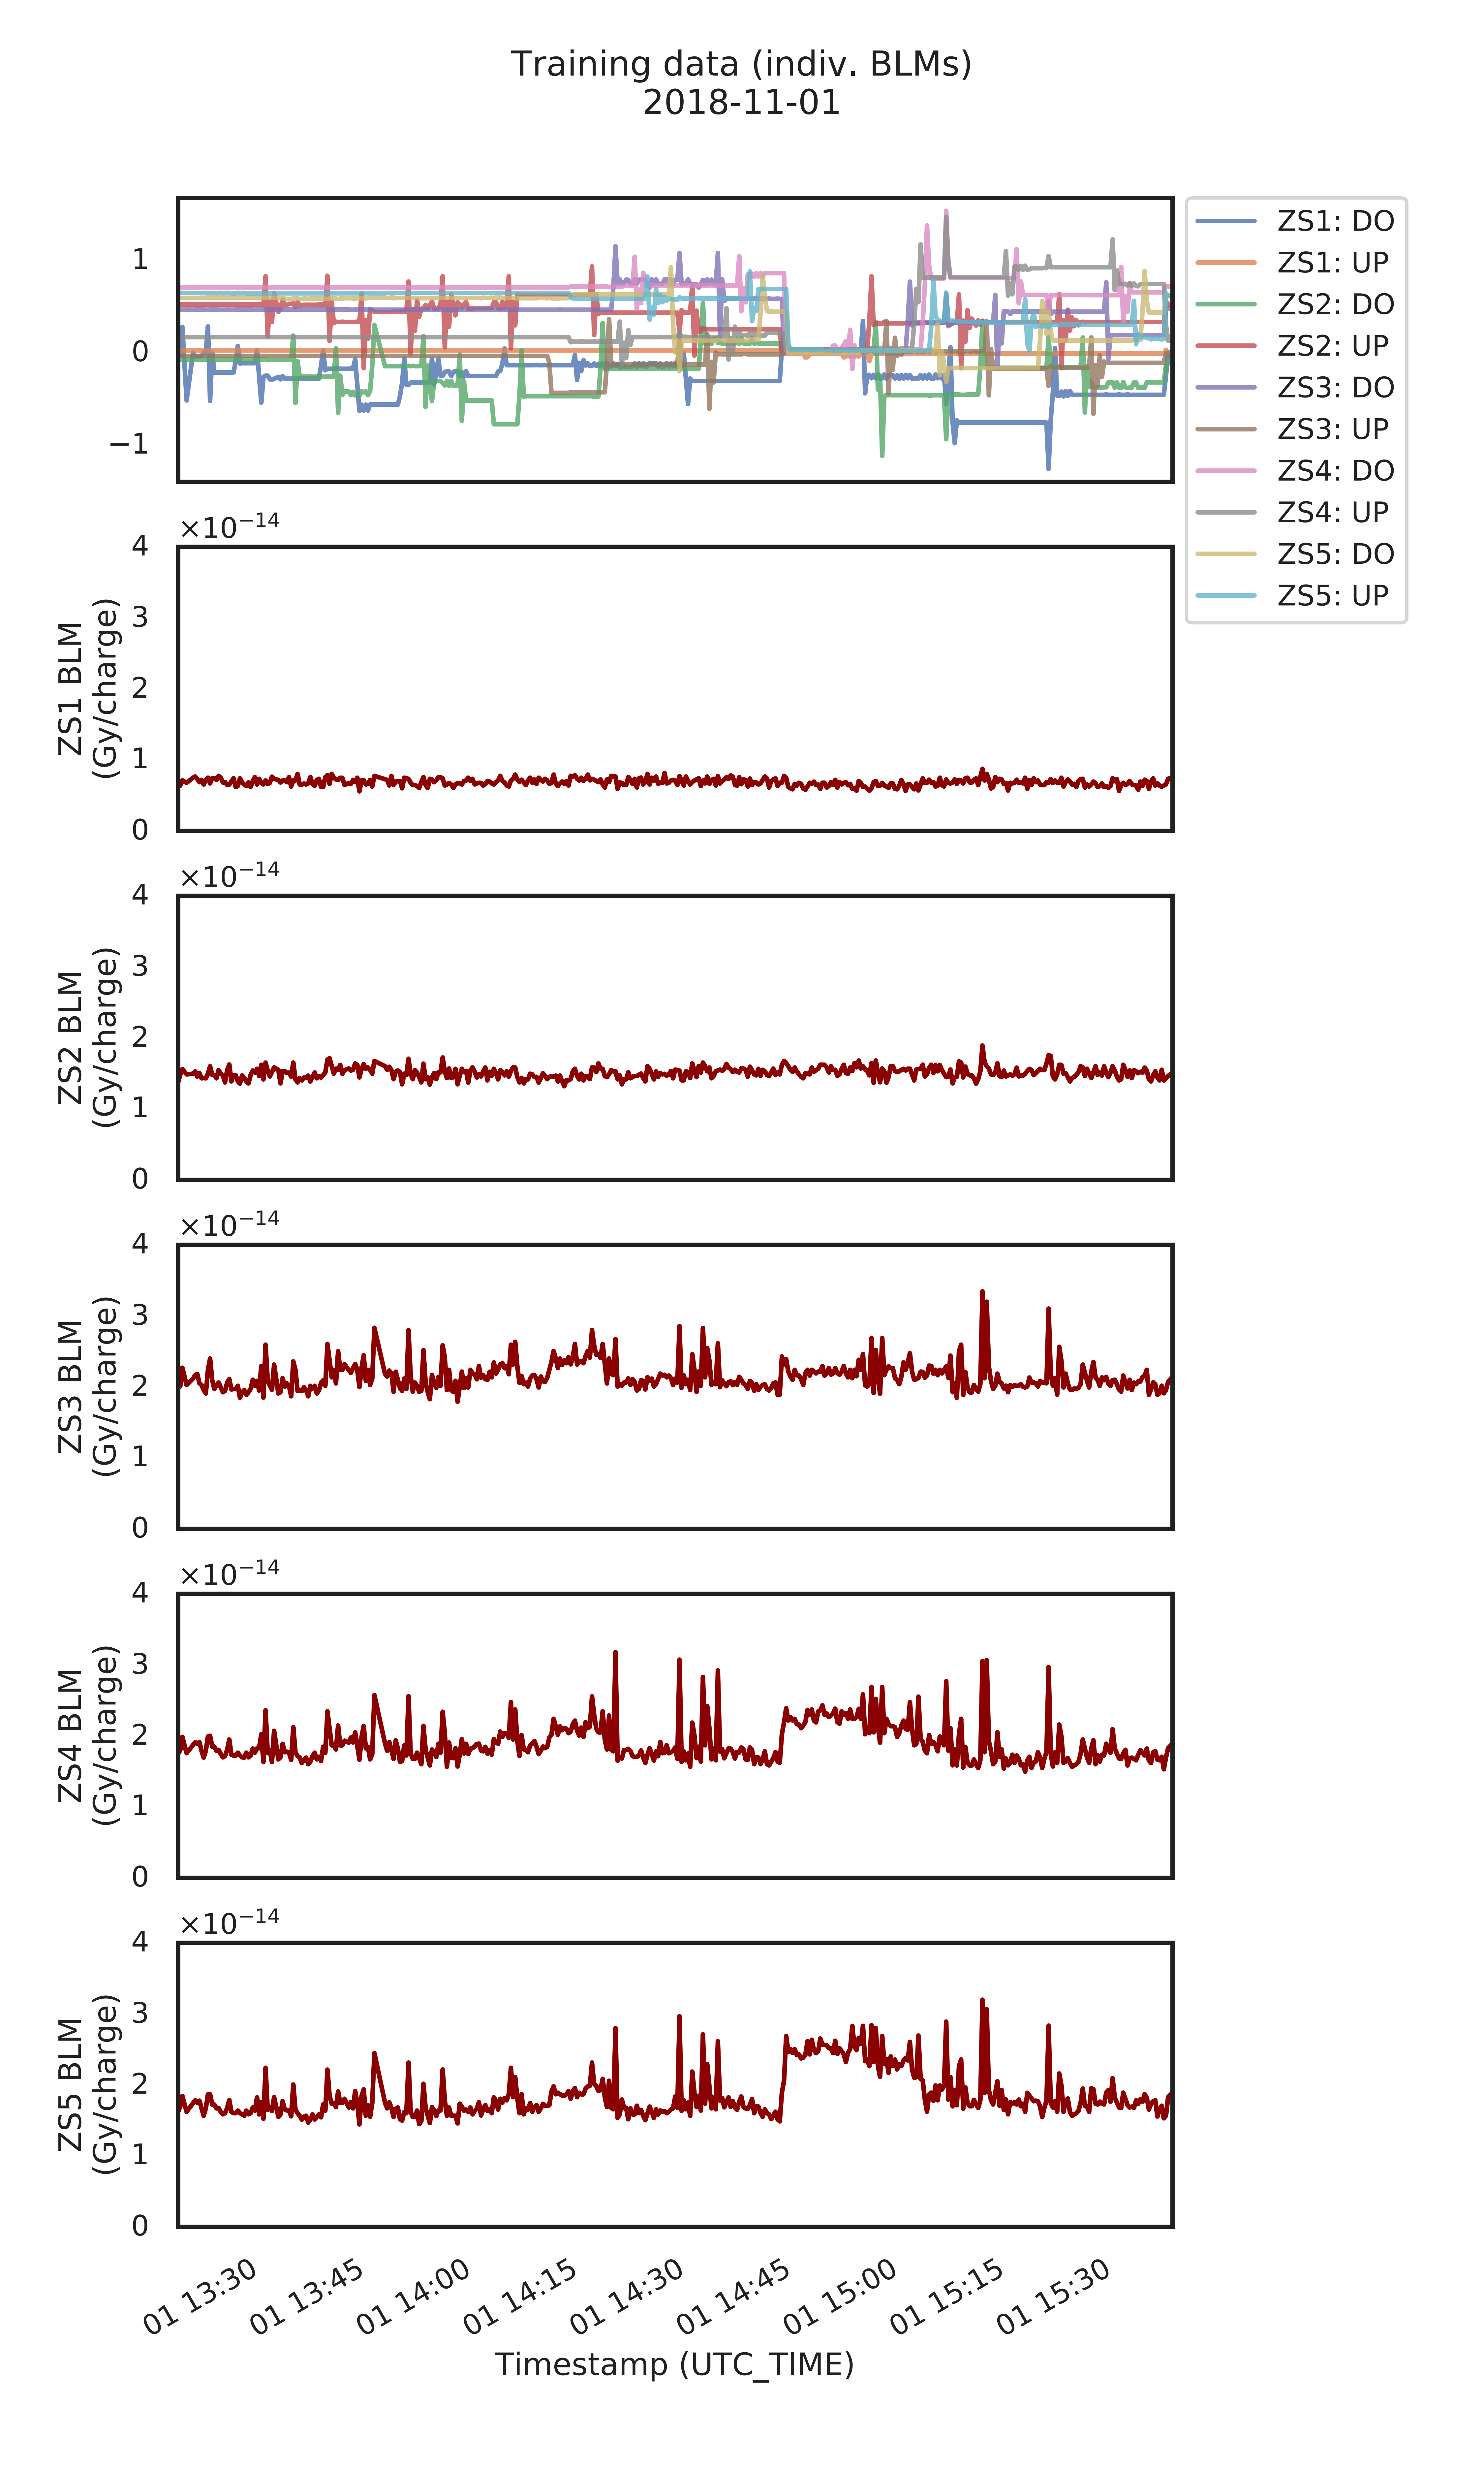 Training data (indiv. BLMs)
2018-11-01
1
0
−1
ZS1: DO
ZS1: UP
ZS2: DO
ZS2: UP
ZS3: DO
ZS3: UP
ZS4: DO
ZS4: UP
ZS5: DO
ZS5: UP
×10⁻¹⁴
4
3
2
1
0
ZS1 BLM
(Gy/charge)
×10⁻¹⁴
4
3
2
1
0
ZS2 BLM
(Gy/charge)
×10⁻¹⁴
4
3
2
1
0
ZS3 BLM
(Gy/charge)
×10⁻¹⁴
4
3
2
1
0
ZS4 BLM
(Gy/charge)
×10⁻¹⁴
4
3
2
1
0
ZS5 BLM
(Gy/charge)
01 13:30
01 13:45
01 14:00
01 14:15
01 14:30
01 14:45
01 15:00
01 15:15
01 15:30
Timestamp (UTC_TIME)